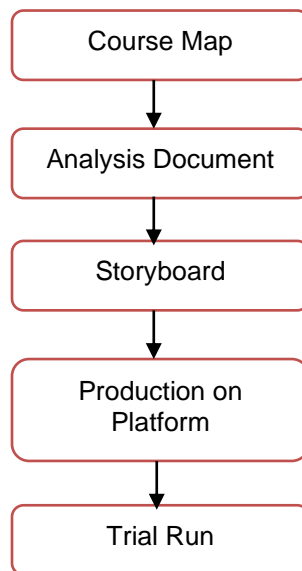 Course Map
Analysis Document
Storyboard
Production on
Platform
Trial Run